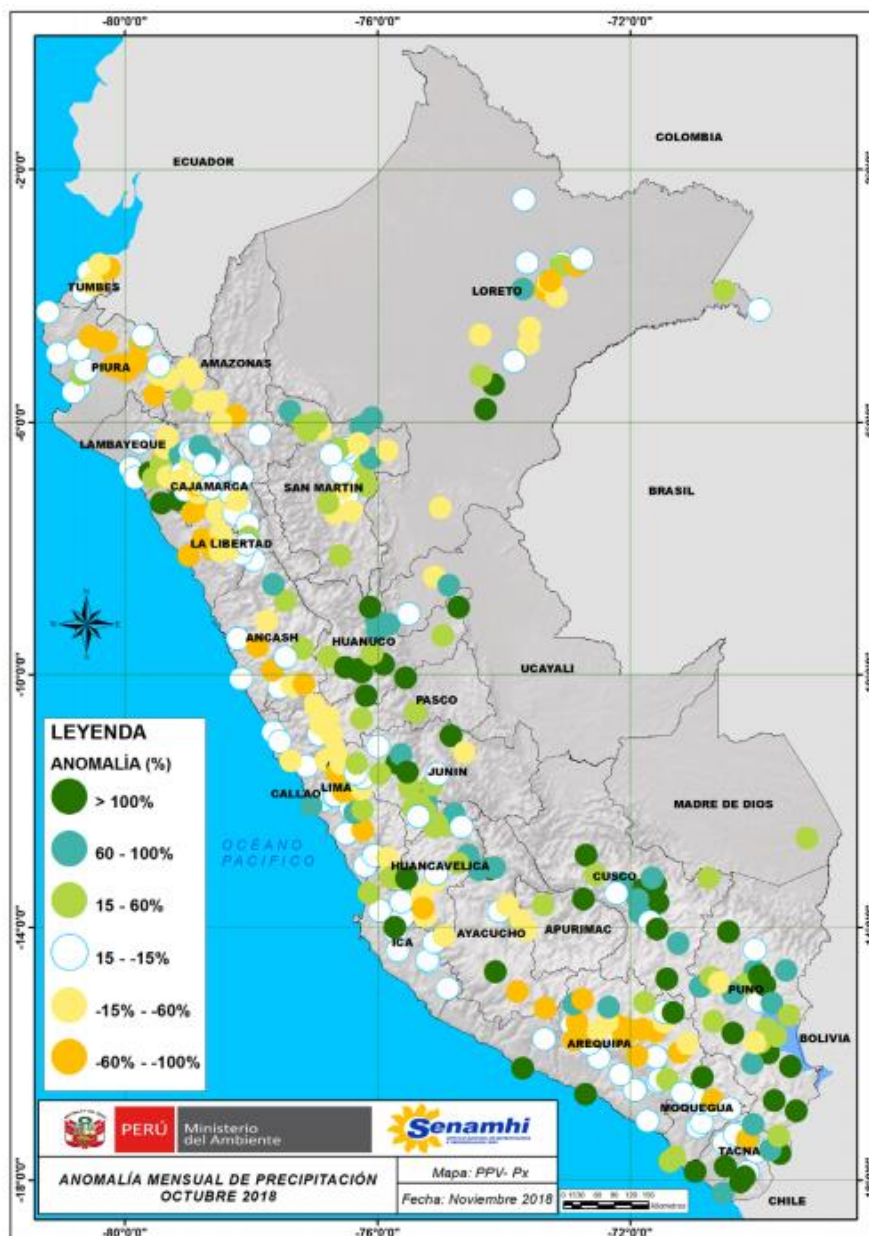 -80°0'0"
-76°0'0"
-72°0'0"
COLOMBIA
ECUADOR
-2°0'0"
LORETO
TUMBES
PIURA
AMAZONAS
-6°0'0"
LAMBAYEQUE
CAJAMARCA
SAN MARTIN
BRASIL
LA LIBERTAD
ANCASH
HUANUCO
UCAYALI
-10°0'0"
PASCO
LEYENDA
ANOMALÍA (%)
> 100%
60 - 100%
15 - 60%
15 - -15%
-15% - -60%
-60% - -100%
JUNIN
LIMA
CALLAO
MADRE DE DIOS
OCÉANO
PACIFICO
HUANCAVELICA
CUSCO
-14°0'0"
ICA
AYACUCHO
APURIMAC
PUNO
AREQUIPA
BOLIVIA
MOQUEGUA
TACNA
PERÚ
Ministerio
del Ambiente
Senamhi
ANOMALÍA MENSUAL DE PRECIPITACIÓN
OCTUBRE 2018
Mapa: PPV- Px
Fecha: Noviembre 2018
-18°0'0"
kilometros
CHILE
-80°0'0"
-76°0'0"
-72°0'0"